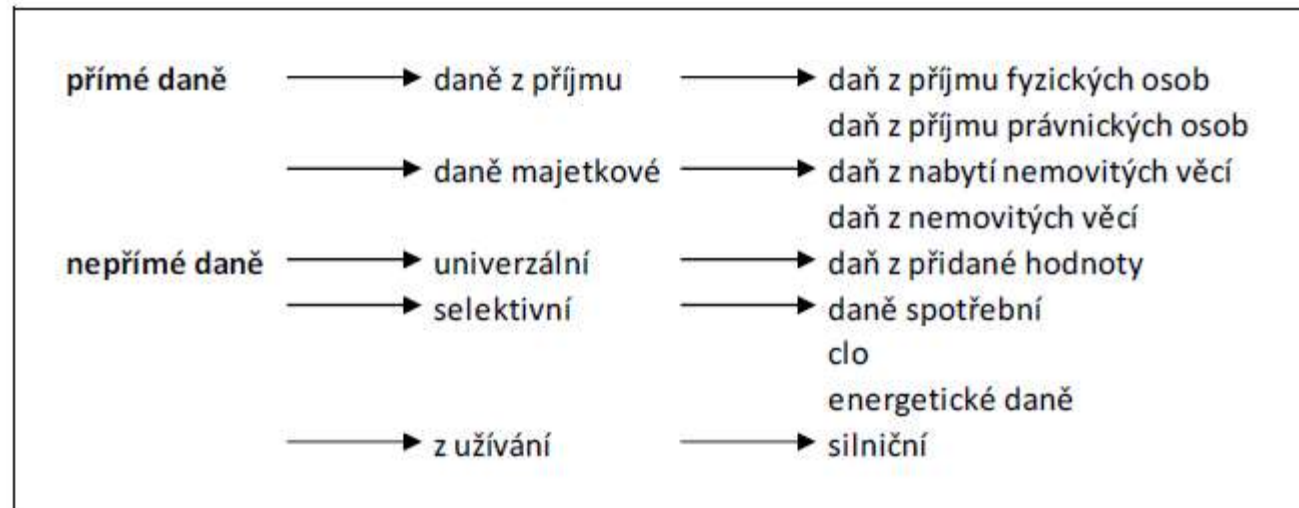 přímé daně daně z příjmu daň z příjmu fyzických osob
daň z příjmu právnických osob
daně majetkové daň z nabytí nemovitých věcí
daň z nemovitých věcí
nepřímé daně univerzální daň z přidané hodnoty
selektivní daně spotřební
clo
energetické daně
z užívání silniční